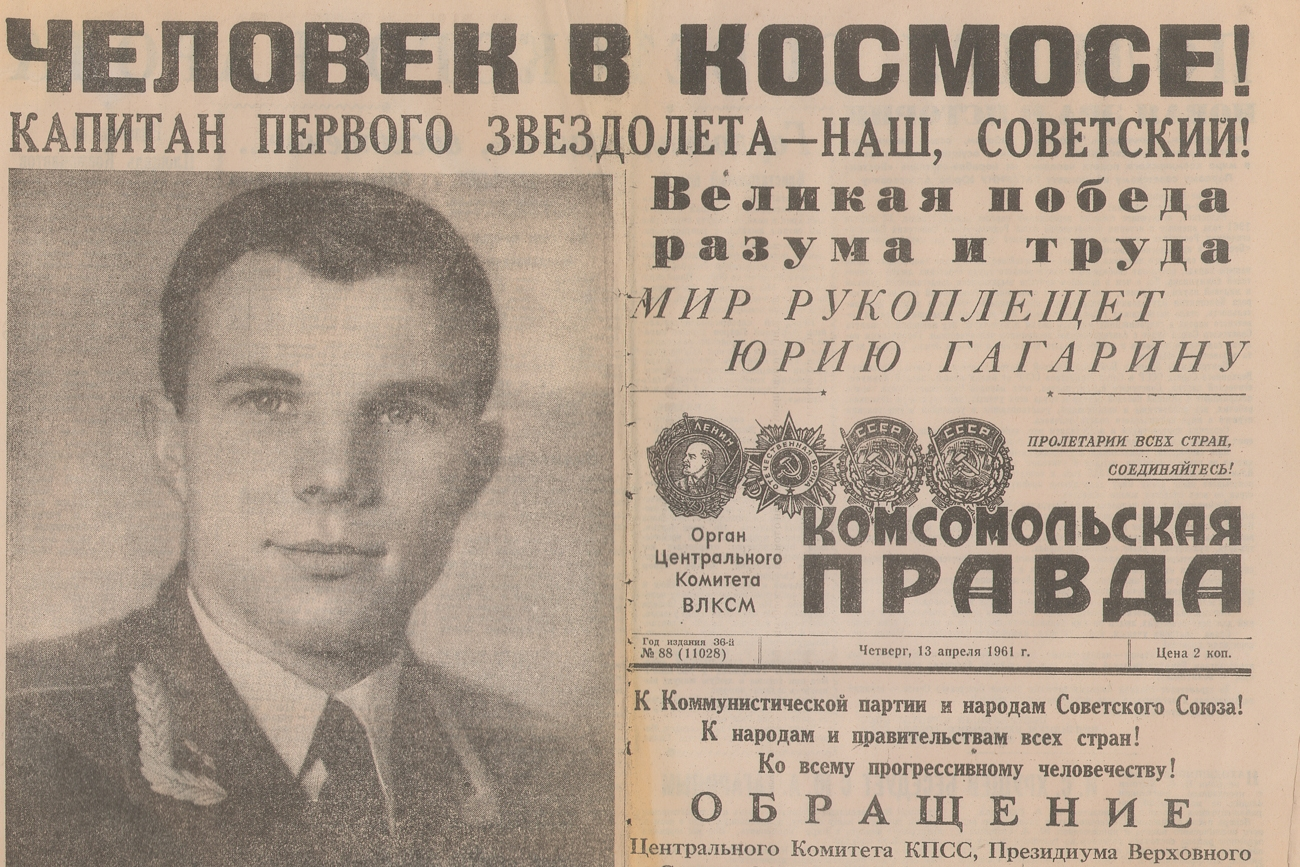 ЧЕЛОВЕК В КОСМОСЕ!
КАПИТАН ПЕРВОГО ЗВЕЗДОЛЕТА—НАШ, СОВЕТСКИЙ!
Великая победа
разума и труда
МИР РУКОПЛЕЩЕТ
ЮРИЮ ГАГАРИНУ
ЛЕНИН
ОТЕЧЕСТВЕННАЯ ВОЙНА
СССР
СССР
ПРОЛЕТАРИИ ВСЕХ СТРАН,
СОЕДИНЯЙТЕСЬ!
Орган
Центрального
Комитета
ВЛКСМ
КОМСОМОЛЬСКАЯ
ПРАВДА
Год издания 36-й
№ 88 (11028)
Четверг, 13 апреля 1961 г.
Цена 2 коп.
К Коммунистической партии и народам Советского Союза!
К народам и правительствам всех стран!
Ко всему прогрессивному человечеству!
ОБРАЩЕНИЕ
Центрального Комитета КПСС, Президиума Верховного